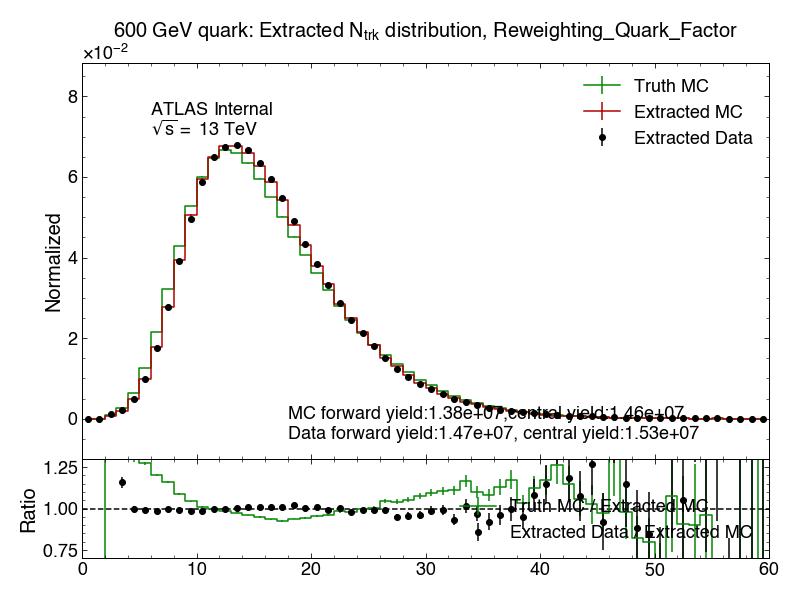 600 GeV quark: Extracted Ntrk distribution, Reweighting_Quark_Factor
×10−2
ATLAS Internal
√s = 13 TeV
Truth MC
Extracted MC
Extracted Data
Normalized
8
6
4
2
0
MC forward yield:1.38e+07,central yield:1.46e+07
Data forward yield:1.47e+07, central yield:1.53e+07
Ratio
1.25
1.00
0.75
Truth MC / Extracted MC
Extracted Data / Extracted MC
0 10 20 30 40 50 60